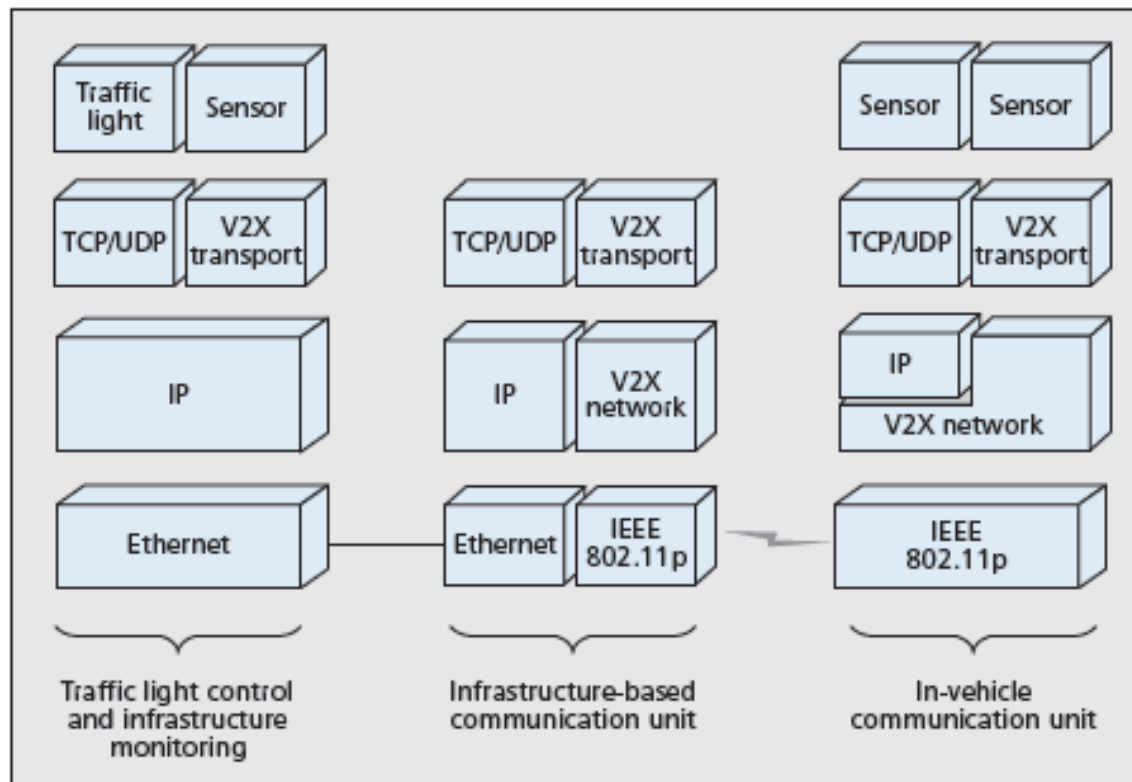 Traffic
light
Sensor
Sensor
Sensor
TCP/UDP
V2X
transport
TCP/UDP
V2X
transport
TCP/UDP
V2X
transport
IP
IP
V2X
network
IP
V2X network
Ethernet
Ethernet
IEEE
802.11p
IEEE
802.11p
Traffic light control
and infrastructure
monitoring
Infrastructure-based
communication unit
In-vehicle
communication unit